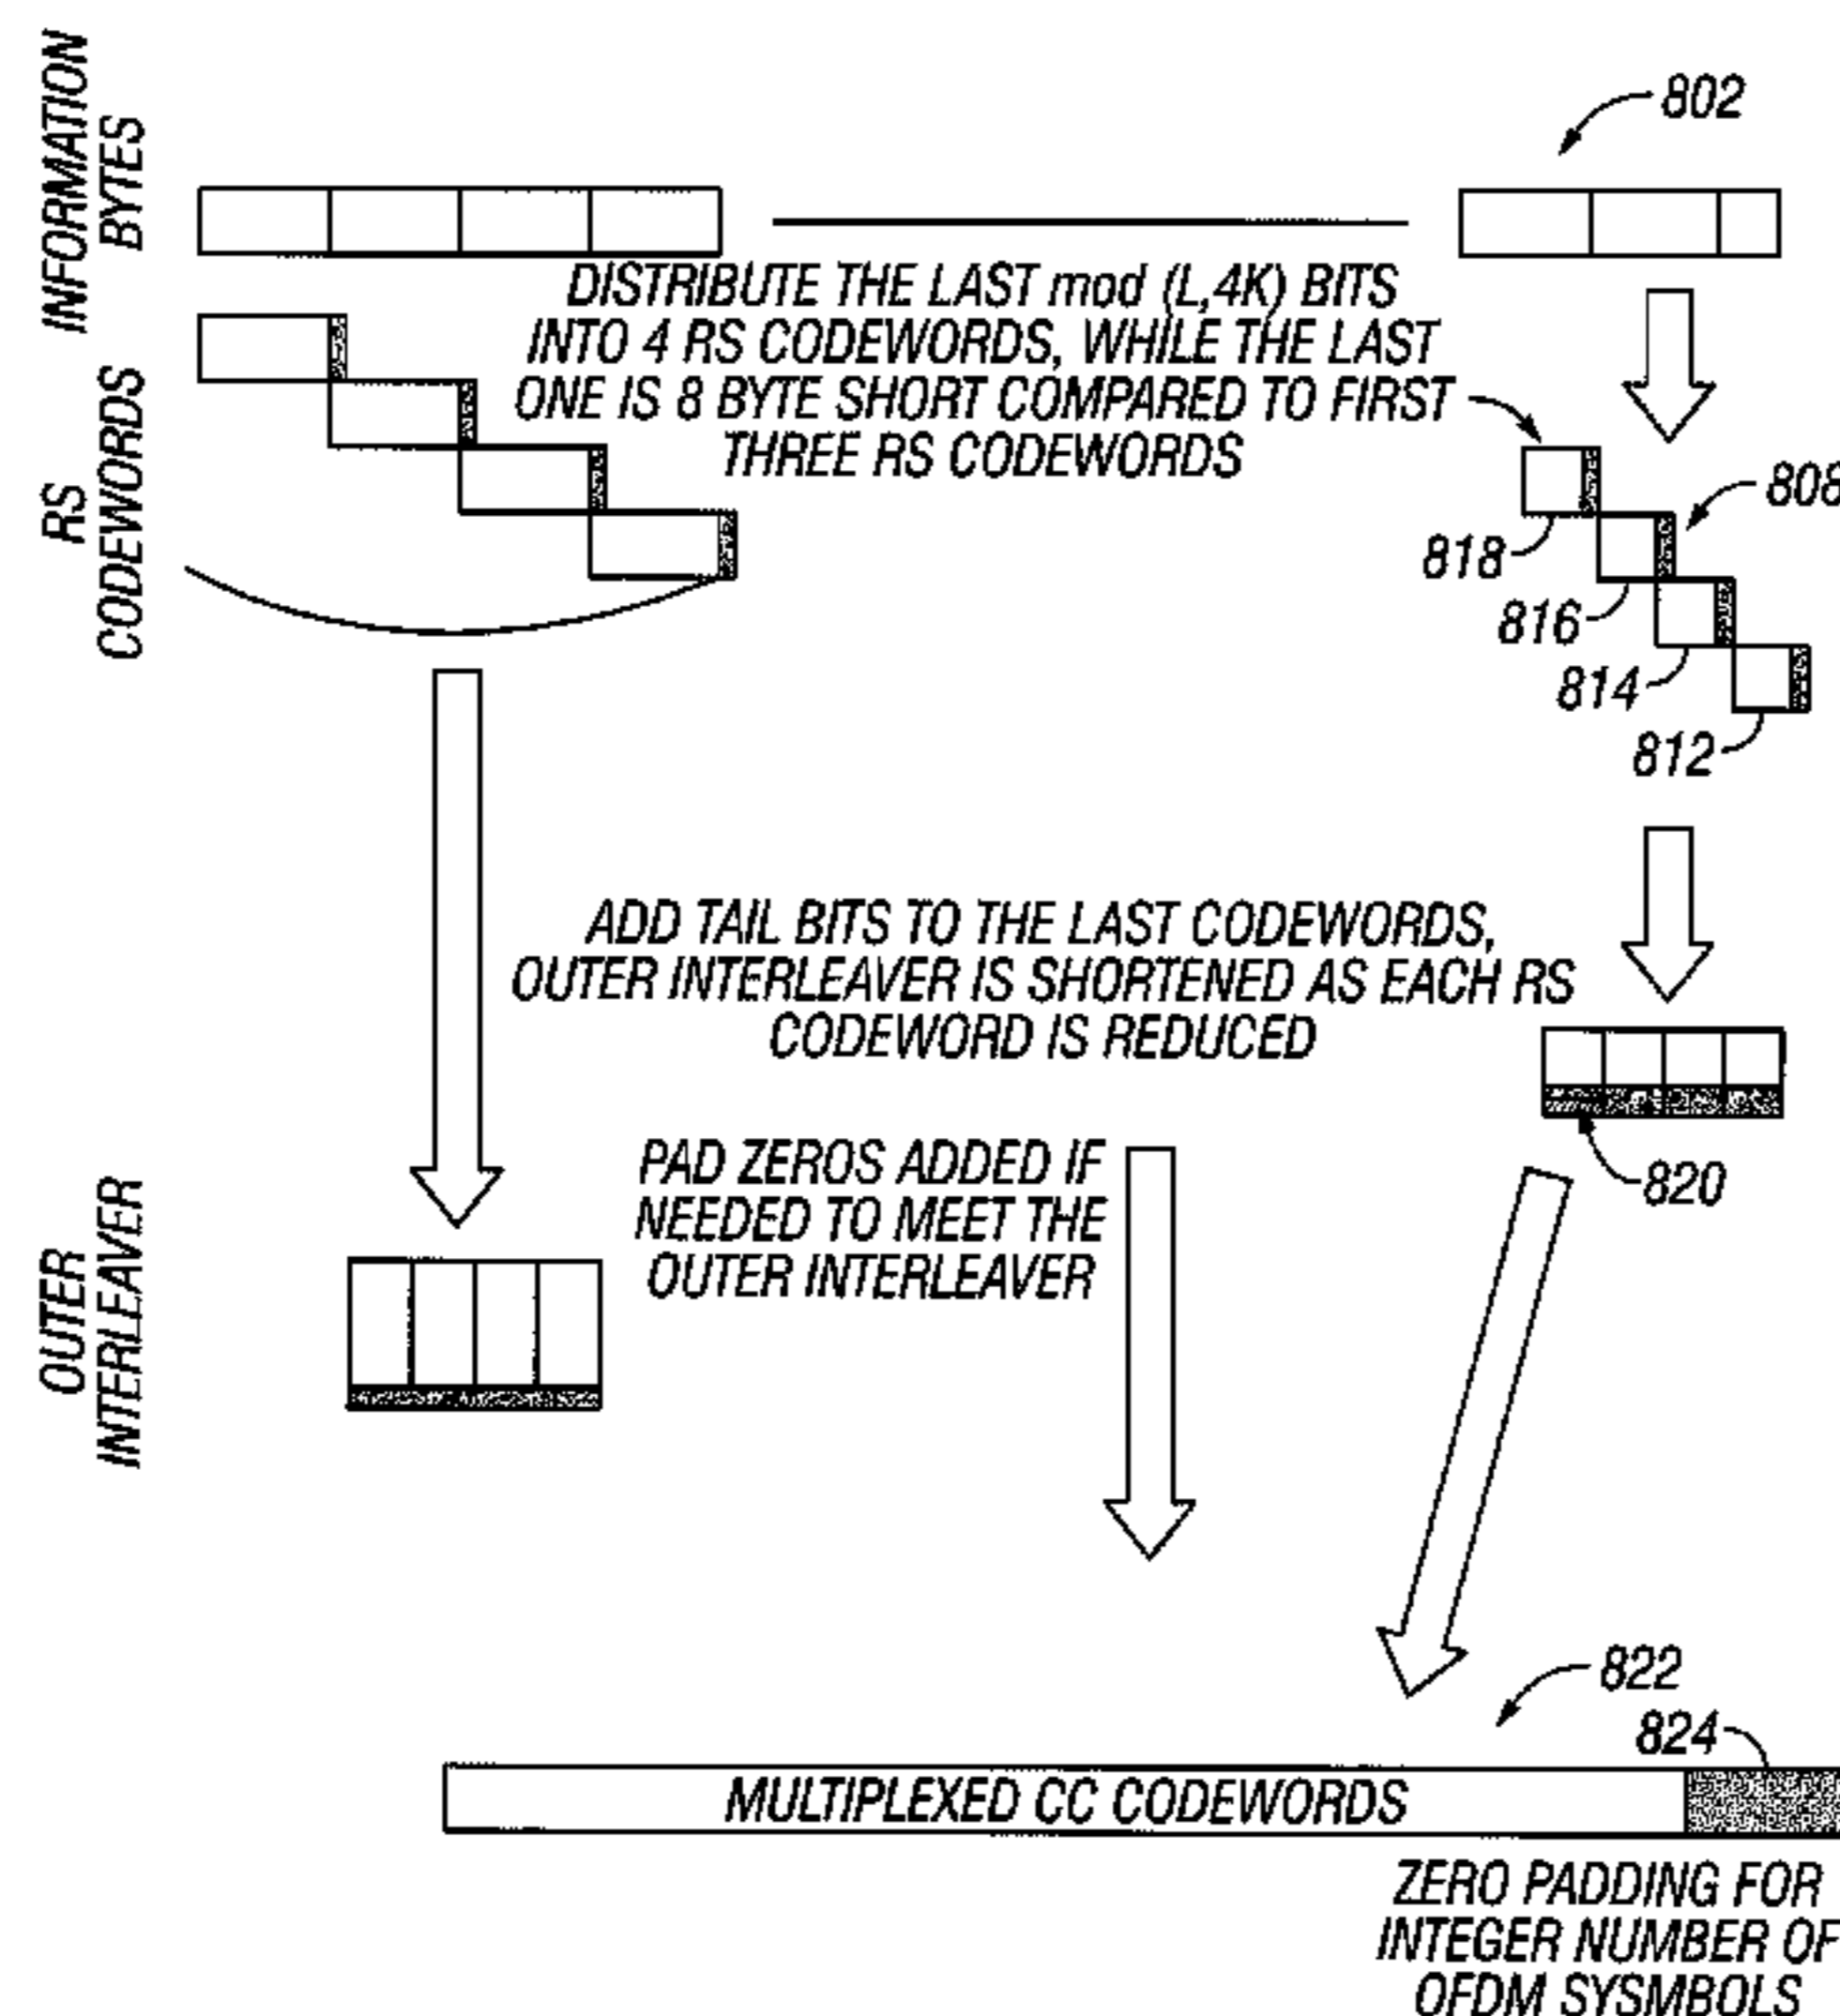 INFORMATION
BYTES
802
DISTRIBUTE THE LAST mod (L,4K) BITS
INTO 4 RS CODEWORDS, WHILE THE LAST
ONE IS 8 BYTE SHORT COMPARED TO FIRST
THREE RS CODEWORDS
RS
CODEWORDS
808
818
816
814
812
ADD TAIL BITS TO THE LAST CODEWORDS,
OUTER INTERLEAVER IS SHORTENED AS EACH RS
CODEWORD IS REDUCED
820
PAD ZEROS ADDED IF
NEEDED TO MEET THE
OUTER INTERLEAVER
OUTER
INTERLEAVER
822
824
MULTIPLEXED CC CODEWORDS
ZERO PADDING FOR
INTEGER NUMBER OF
OFDM SYSMBOLS